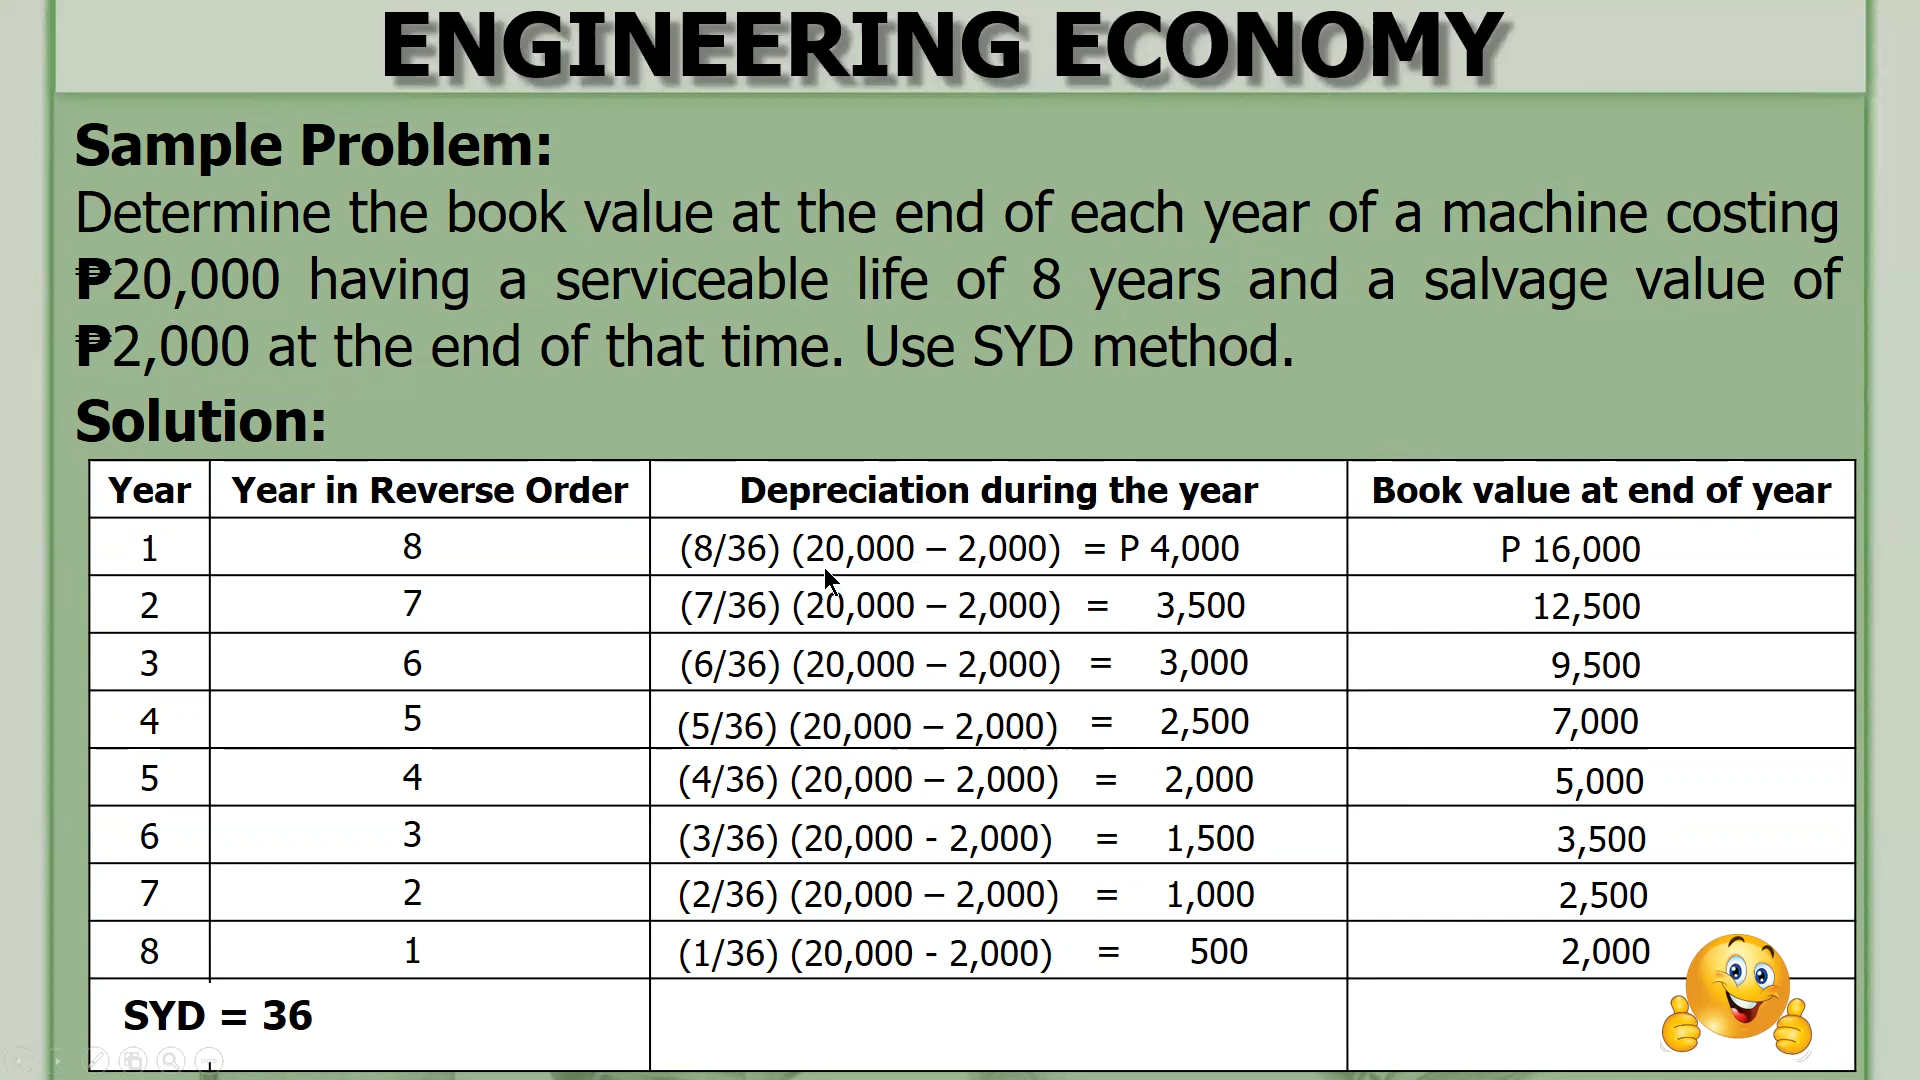 ENGINEERING ECONOMY
Sample Problem:
Determine the book value at the end of each year of a machine costing
₱20,000 having a serviceable life of 8 years and a salvage value of
₱2,000 at the end of that time. Use SYD method.
Solution:
Year Year in Reverse Order Depreciation during the year Book value at end of year
1 8 (8/36) (20,000 – 2,000) = P 4,000 P 16,000
2 7 (7/36) (20,000 – 2,000) = 3,500 12,500
3 6 (6/36) (20,000 – 2,000) = 3,000 9,500
4 5 (5/36) (20,000 – 2,000) = 2,500 7,000
5 4 (4/36) (20,000 – 2,000) = 2,000 5,000
6 3 (3/36) (20,000 - 2,000) = 1,500 3,500
7 2 (2/36) (20,000 – 2,000) = 1,000 2,500
8 1 (1/36) (20,000 - 2,000) = 500 2,000
SYD = 36